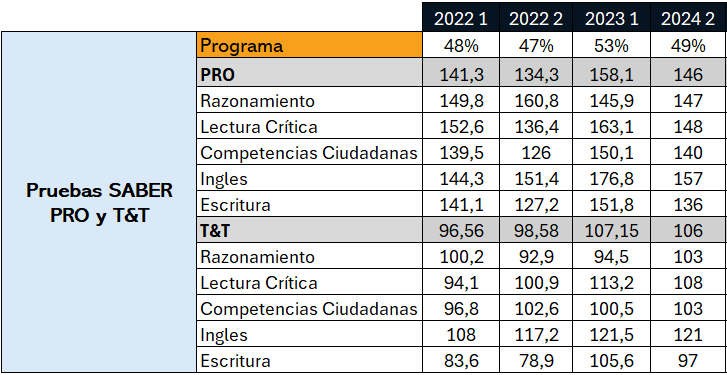 2022 1 2022 2 2023 1 2024 2
Programa 48% 47% 53% 49%
PRO 141,3 134,3 158,1 146
Razonamiento 149,8 160,8 145,9 147
Lectura Crítica 152,6 136,4 163,1 148
Competencias Ciudadanas 139,5 126 150,1 140
Pruebas SABER
PRO y T&T
Ingles 144,3 151,4 176,8 157
Escritura 141,1 127,2 151,8 136
T&T 96,56 98,58 107,15 106
Razonamiento 100,2 92,9 94,5 103
Lectura Crítica 94,1 100,9 113,2 108
Competencias Ciudadanas 96,8 102,6 100,5 103
Ingles 108 117,2 121,5 121
Escritura 83,6 78,9 105,6 97